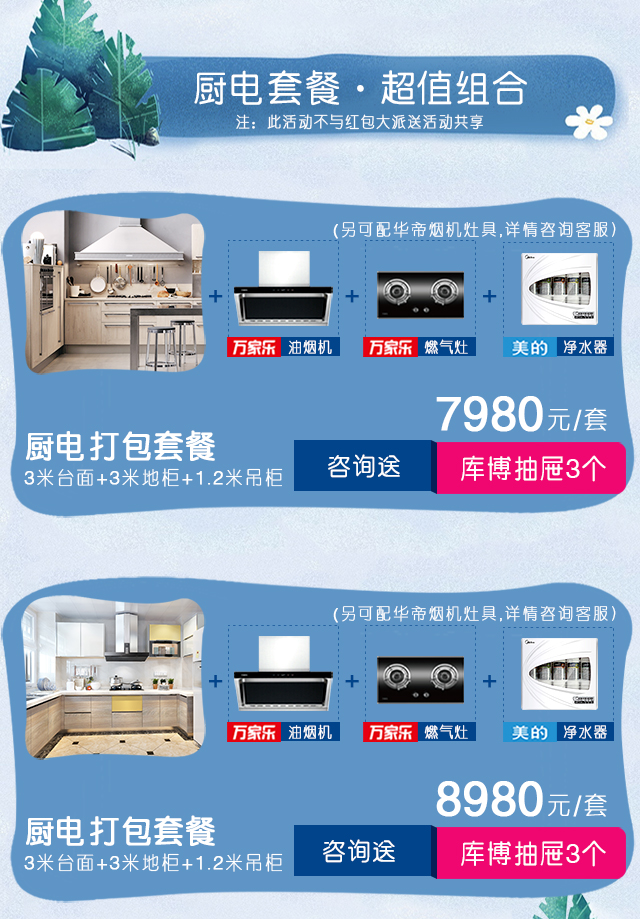 厨电套餐·超值组合
注：此活动不与红包大派送活动共享
(另可配华帝烟机灶具,详情咨询客服)
+ + +
Midea
万家乐 油烟机 万家乐 燃气灶 美的 净水器
7980元/套
厨电打包套餐
3米台面+3米地柜+1.2米吊柜
咨询送 库博抽屉3个
(另可配华帝烟机灶具,详情咨询客服)
+ + +
Midea
万家乐 油烟机 万家乐 燃气灶 美的 净水器
8980元/套
厨电打包套餐
3米台面+3米地柜+1.2米吊柜
咨询送 库博抽屉3个